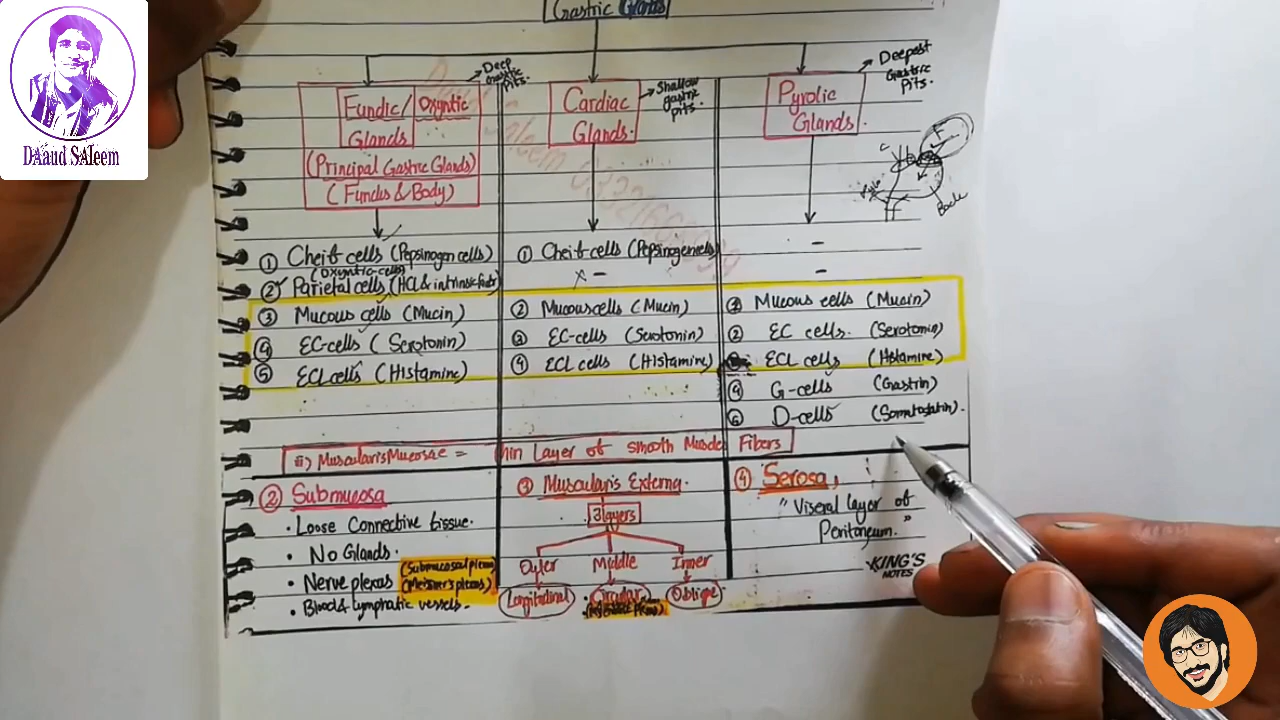 DAaud SAleem
Gastric Glands
Deep Gastric Pits.
Fundic/ Oxyntic
Glands
(Principal Gastric Glands)
(Fundus & Body)
Shallow gastric pits.
Cardiac
Glands.
Deepest Gastric Pits.
Pyrolic
Glands.
Body
① Cheif cells (Pepsinogen cells)
(Oxyntic cells)
② Parietal cells (HCl & intrinsic factr)
③ Mucous cells (Mucin)
④ EC-cells (Serotonin)
⑤ ECL cells (Histamine)
① Cheif cells (Pepsinogencells)
x -
② Mucous cells (Mucin)
③ EC-cells (Serotonin)
④ ECL cells (Histamine)
-
-
① Mucous cells (Mucin)
② EC cells. (Serotonin)
ECL cells (Histamine)
④ G-cells (Gastrin)
⑤ D-cells (Somatostatin).
ii) Muscularis Mucosae = thin Layer of smooth Muscle Fibers
② Submucosa
• Loose Connective tissue.
• No Glands.
• Nerve plexus (Submucosal plexus)
(Meissner's plexus)
• Blood & Lymphatic vessels.
③ Muscularis Externa.
3 layers
Outer Middle Inner
Longitudinal Circular Oblique
④ Serosa,
"Viseral layer of
Peritoneum."
KING'S
NOTES